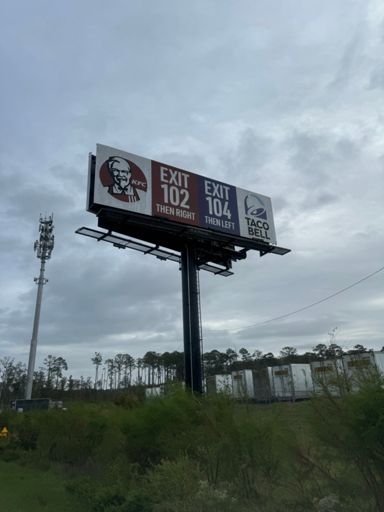 KFC
EXIT
102
THEN RIGHT
EXIT
104
THEN LEFT
TACO
BELL